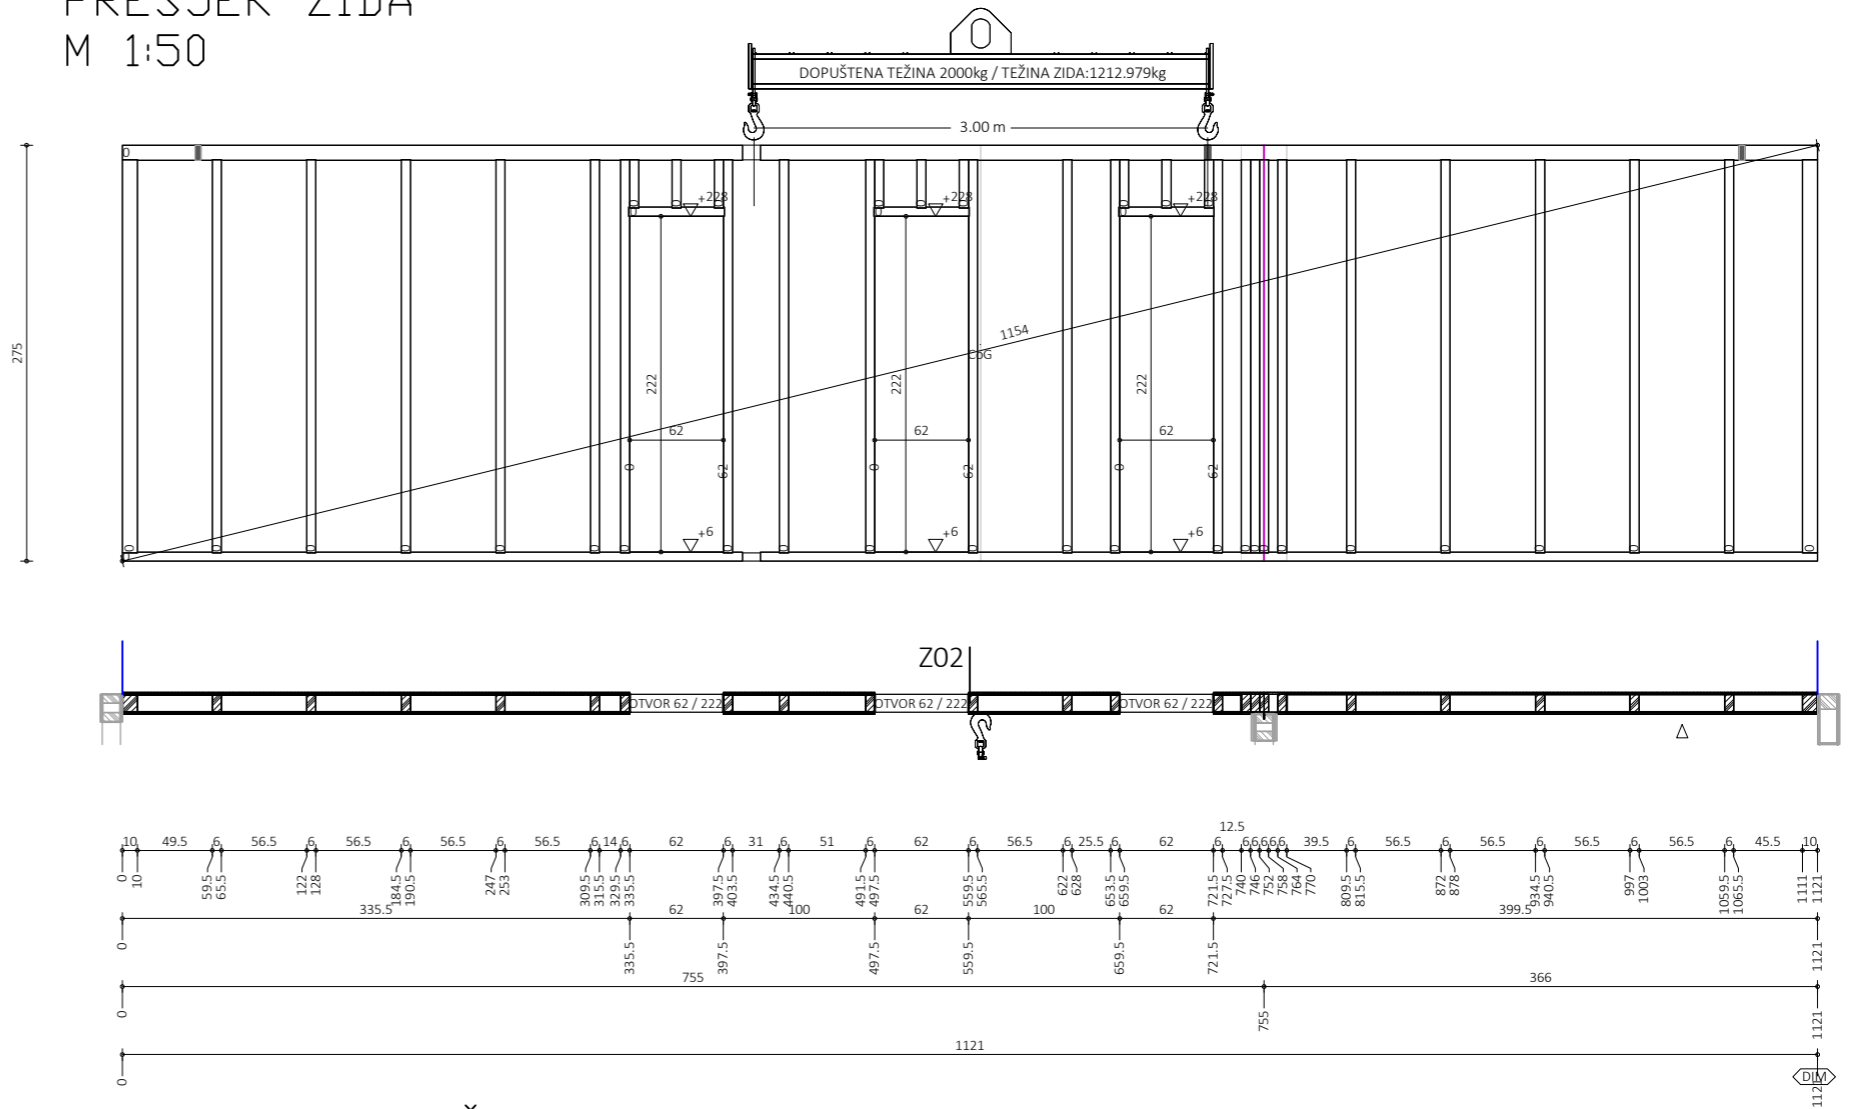 PRESJEK ZIDA
M 1:50
DOPUŠTENA TEŽINA 2000kg / TEŽINA ZIDA:1212.979kg
3.00 m
0
+228 +228 +228
0 0 0
275
1154
CoG
222 222 222
62 62 62
0 62 0 62 0 62
+6 +6 +6
Z02
OTVOR 62 / 222 OTVOR 62 / 222 OTVOR 62 / 222
12.5
10 49.5 6 56.5 6 56.5 6 56.5 6 56.5 6 14 6 62 6 31 6 51 6 62 6 56.5 6 25.5 6 62 6 6 6 6 6 6 39.5 6 56.5 6 56.5 6 56.5 6 56.5 6 45.5 10
0 10 59.5 65.5 122 128 184.5 190.5 247 253 309.5 315.5 329.5 335.5 397.5 403.5 434.5 440.5 491.5 497.5 559.5 565.5 622 628 653.5 659.5 721.5 727.5 740 746 752 758 764 770 809.5 815.5 872 878 934.5 940.5 997 1003 1059.5 1065.5 1111 1121
335.5 62 100 62 100 62 399.5
0 335.5 397.5 497.5 559.5 659.5 721.5 1121
755 366
0 755 1121
1121
0 1121
DIM